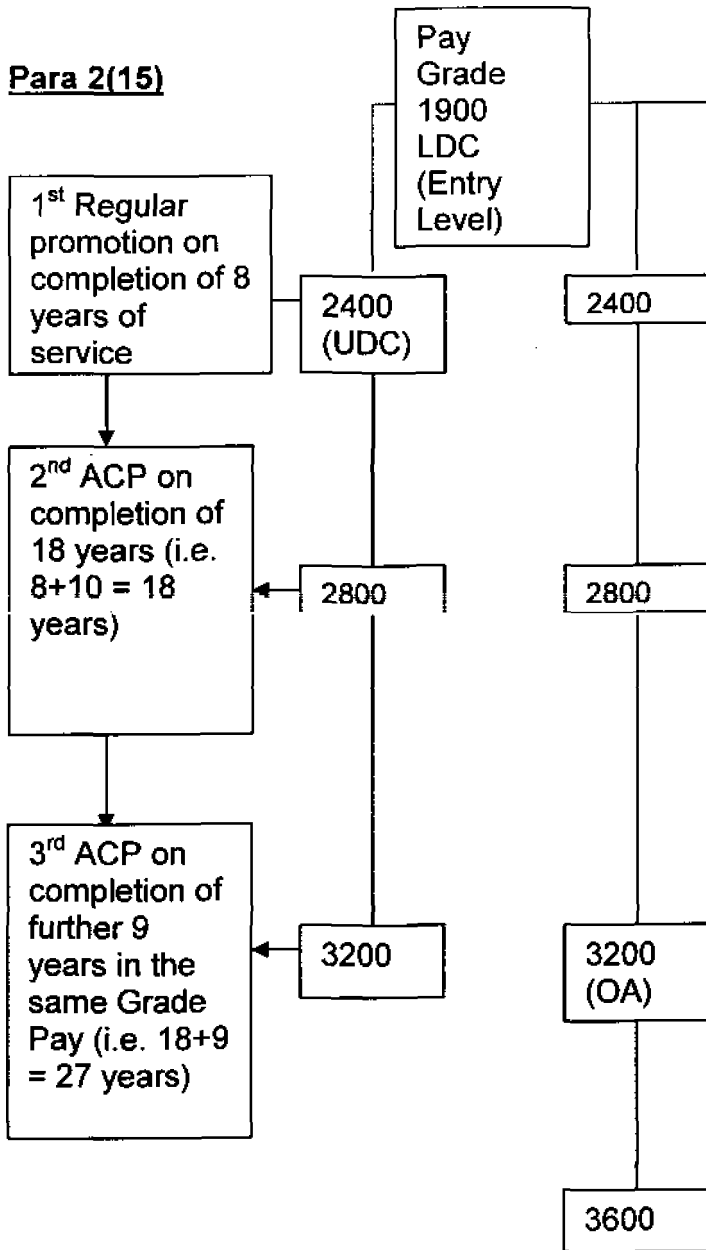 Para 2(15)
Pay
Grade
1900
LDC
(Entry
Level)
1st Regular
promotion on
completion of 8
years of
service
2400
(UDC)
2400
2nd ACP on
completion of
18 years (i.e.
8+10 = 18
years)
2800
2800
3rd ACP on
completion of
further 9
years in the
same Grade
Pay (i.e. 18+9
= 27 years)
3200
3200
(OA)
3600